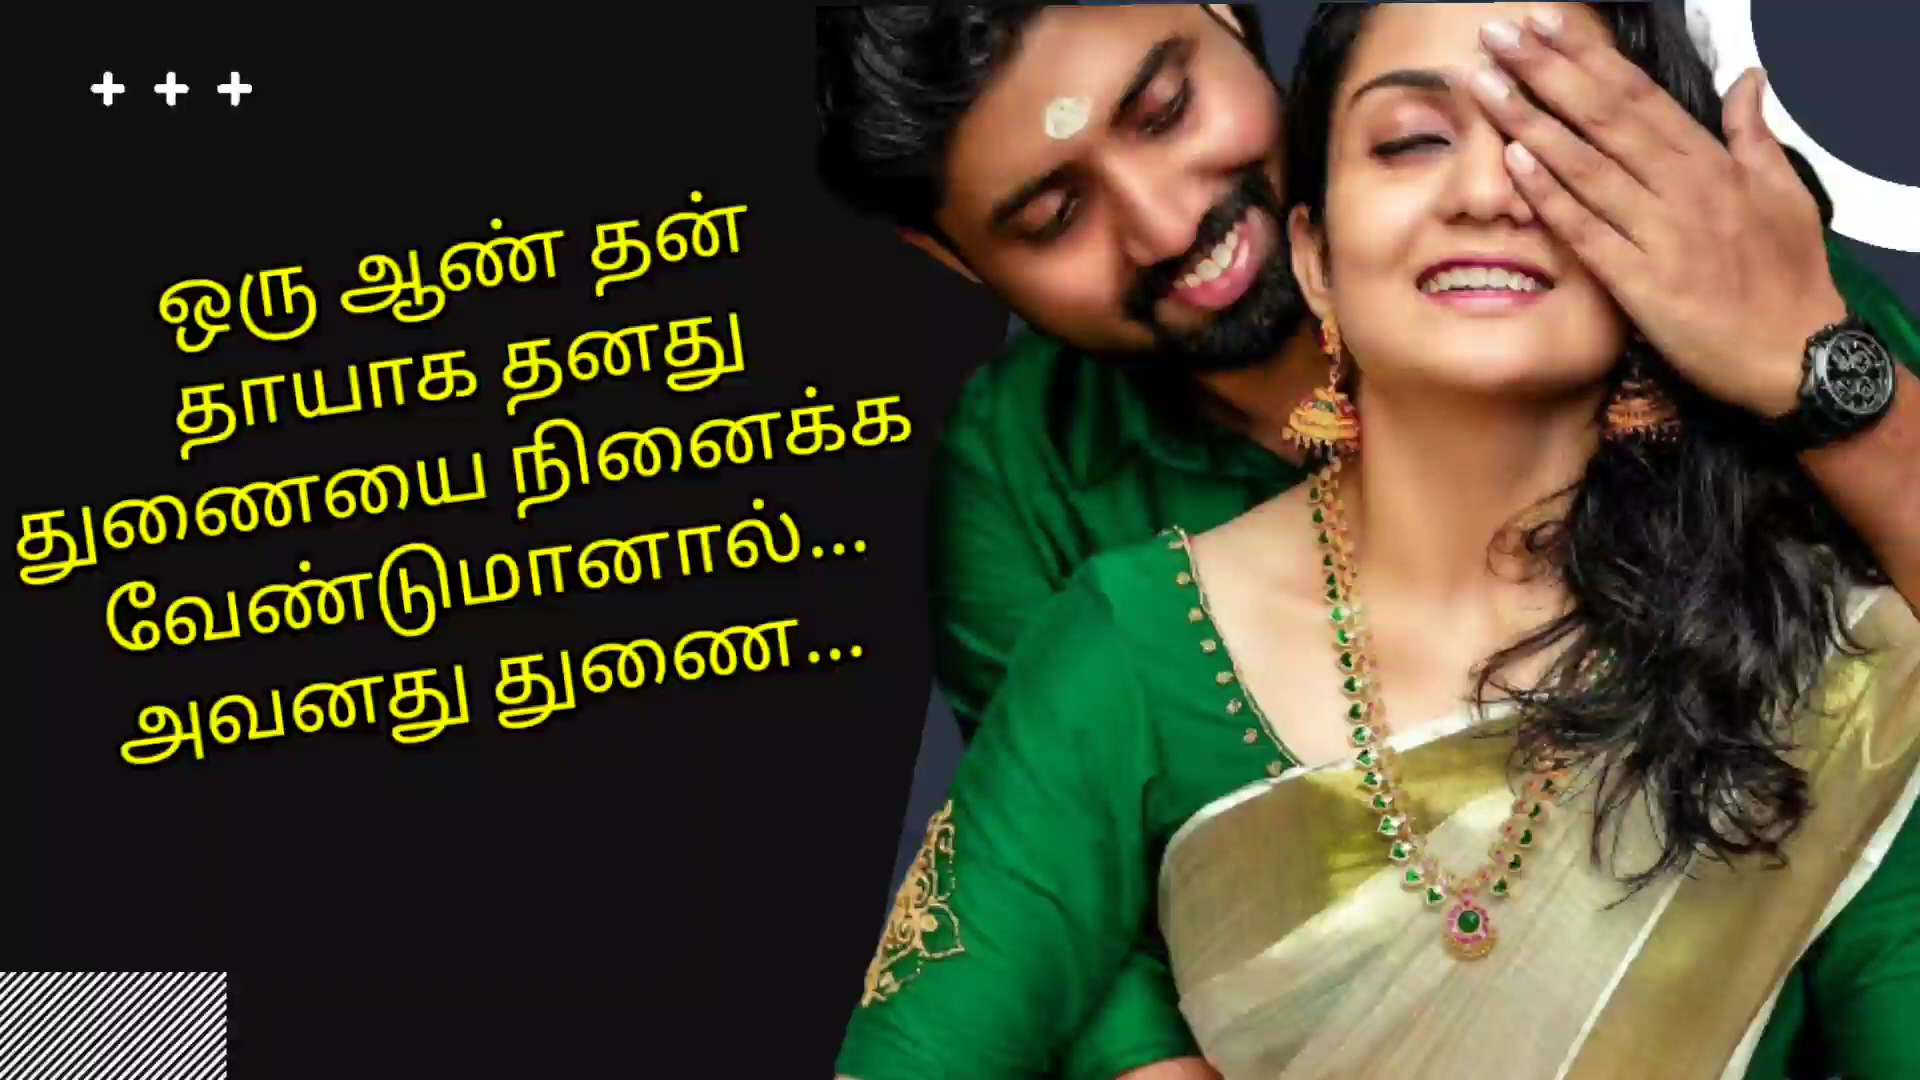 ஒரு ஆண் தன்
தாயாக தனது
துணையை நினைக்க
வேண்டுமானால்...
அவனது துணை...